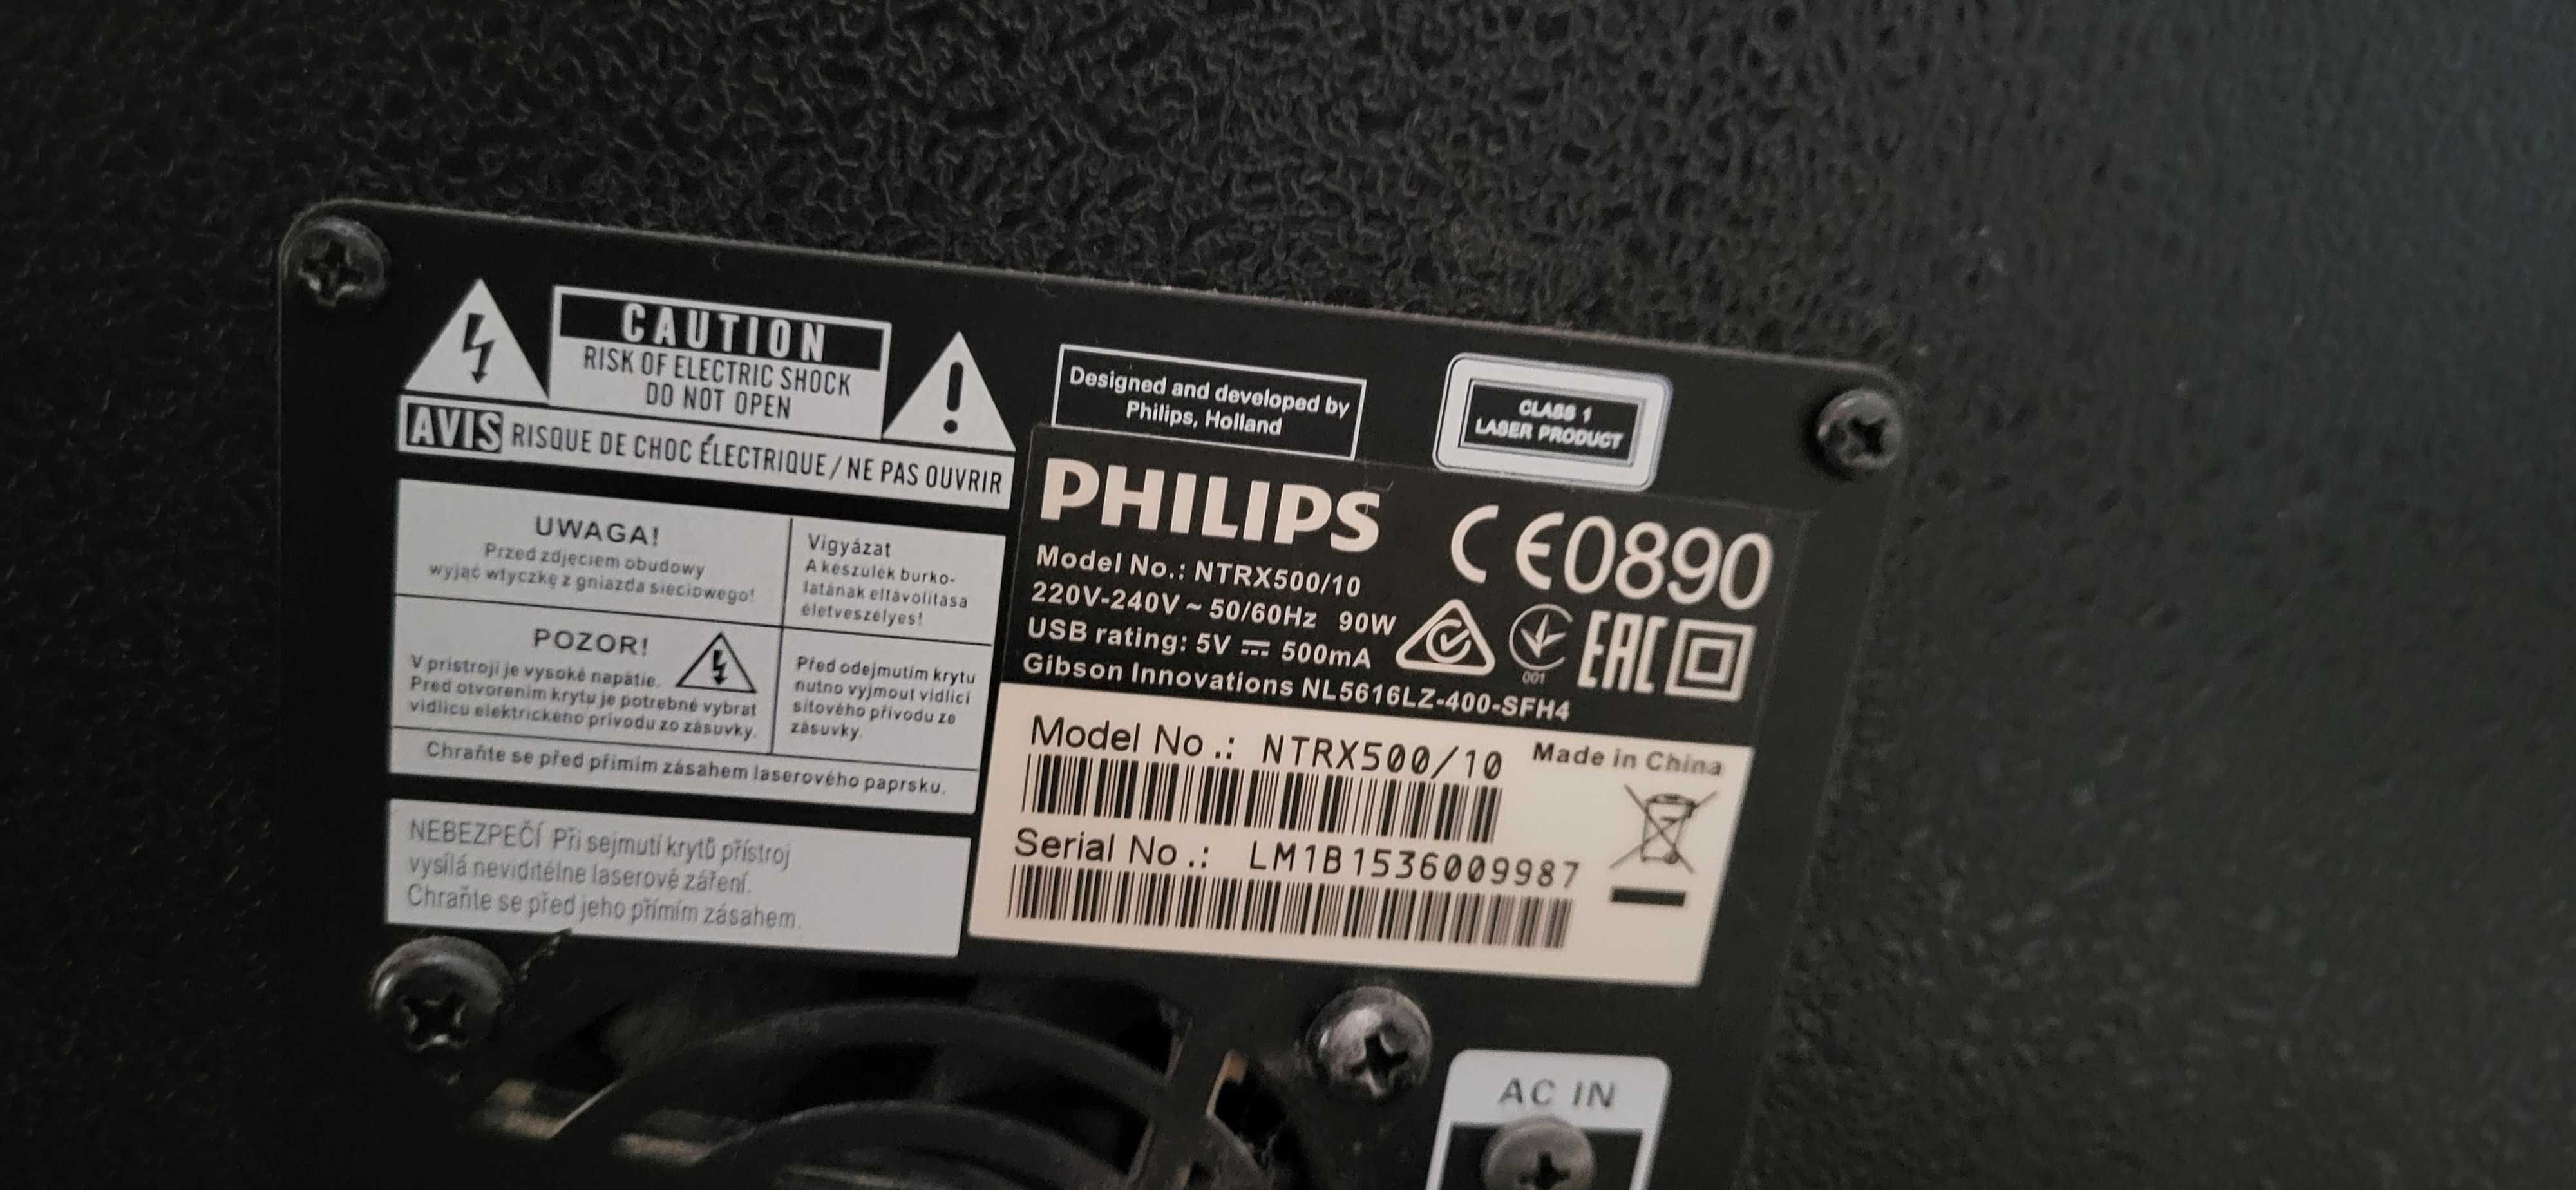 CAUTION
RISK OF ELECTRIC SHOCK
DO NOT OPEN
AVIS RISQUE DE CHOC ÉLECTRIQUE / NE PAS OUVRIR
UWAGA!
Przed zdjęciem obudowy
wyjąć wtyczkę z gniazda sieciowego!
Vigyázat
A készülék burko-
latának eltávolítása
életveszélyes!
POZOR!
V prístroji je vysoké napätie.
Pred otvorením krytu je potrebné vybrat
vidlicu elektrického prívodu zo zásuvky.
Před odejmutím krytu
nutno vyjmout vidlici
síťového přívodu ze
zásuvky.
Chraňte se před přímím zásahem laserového paprsku.
NEBEZPEČÍ Při sejmutí krytů přístroj
vysílá neviditélne laserové záření.
Chraňte se před jeho přímím zásahem.
Designed and developed by
Philips, Holland
CLASS 1
LASER PRODUCT
PHILIPS
CE0890
Model No.: NTRX500/10
220V-240V ~ 50/60Hz 90W
USB rating: 5V ⎓ 500mA
001
EAC
Gibson Innovations NL5616LZ-400-SFH4
Model No.: NTRX500/10
Made in China
Serial No.: LM1B1536009987
AC IN